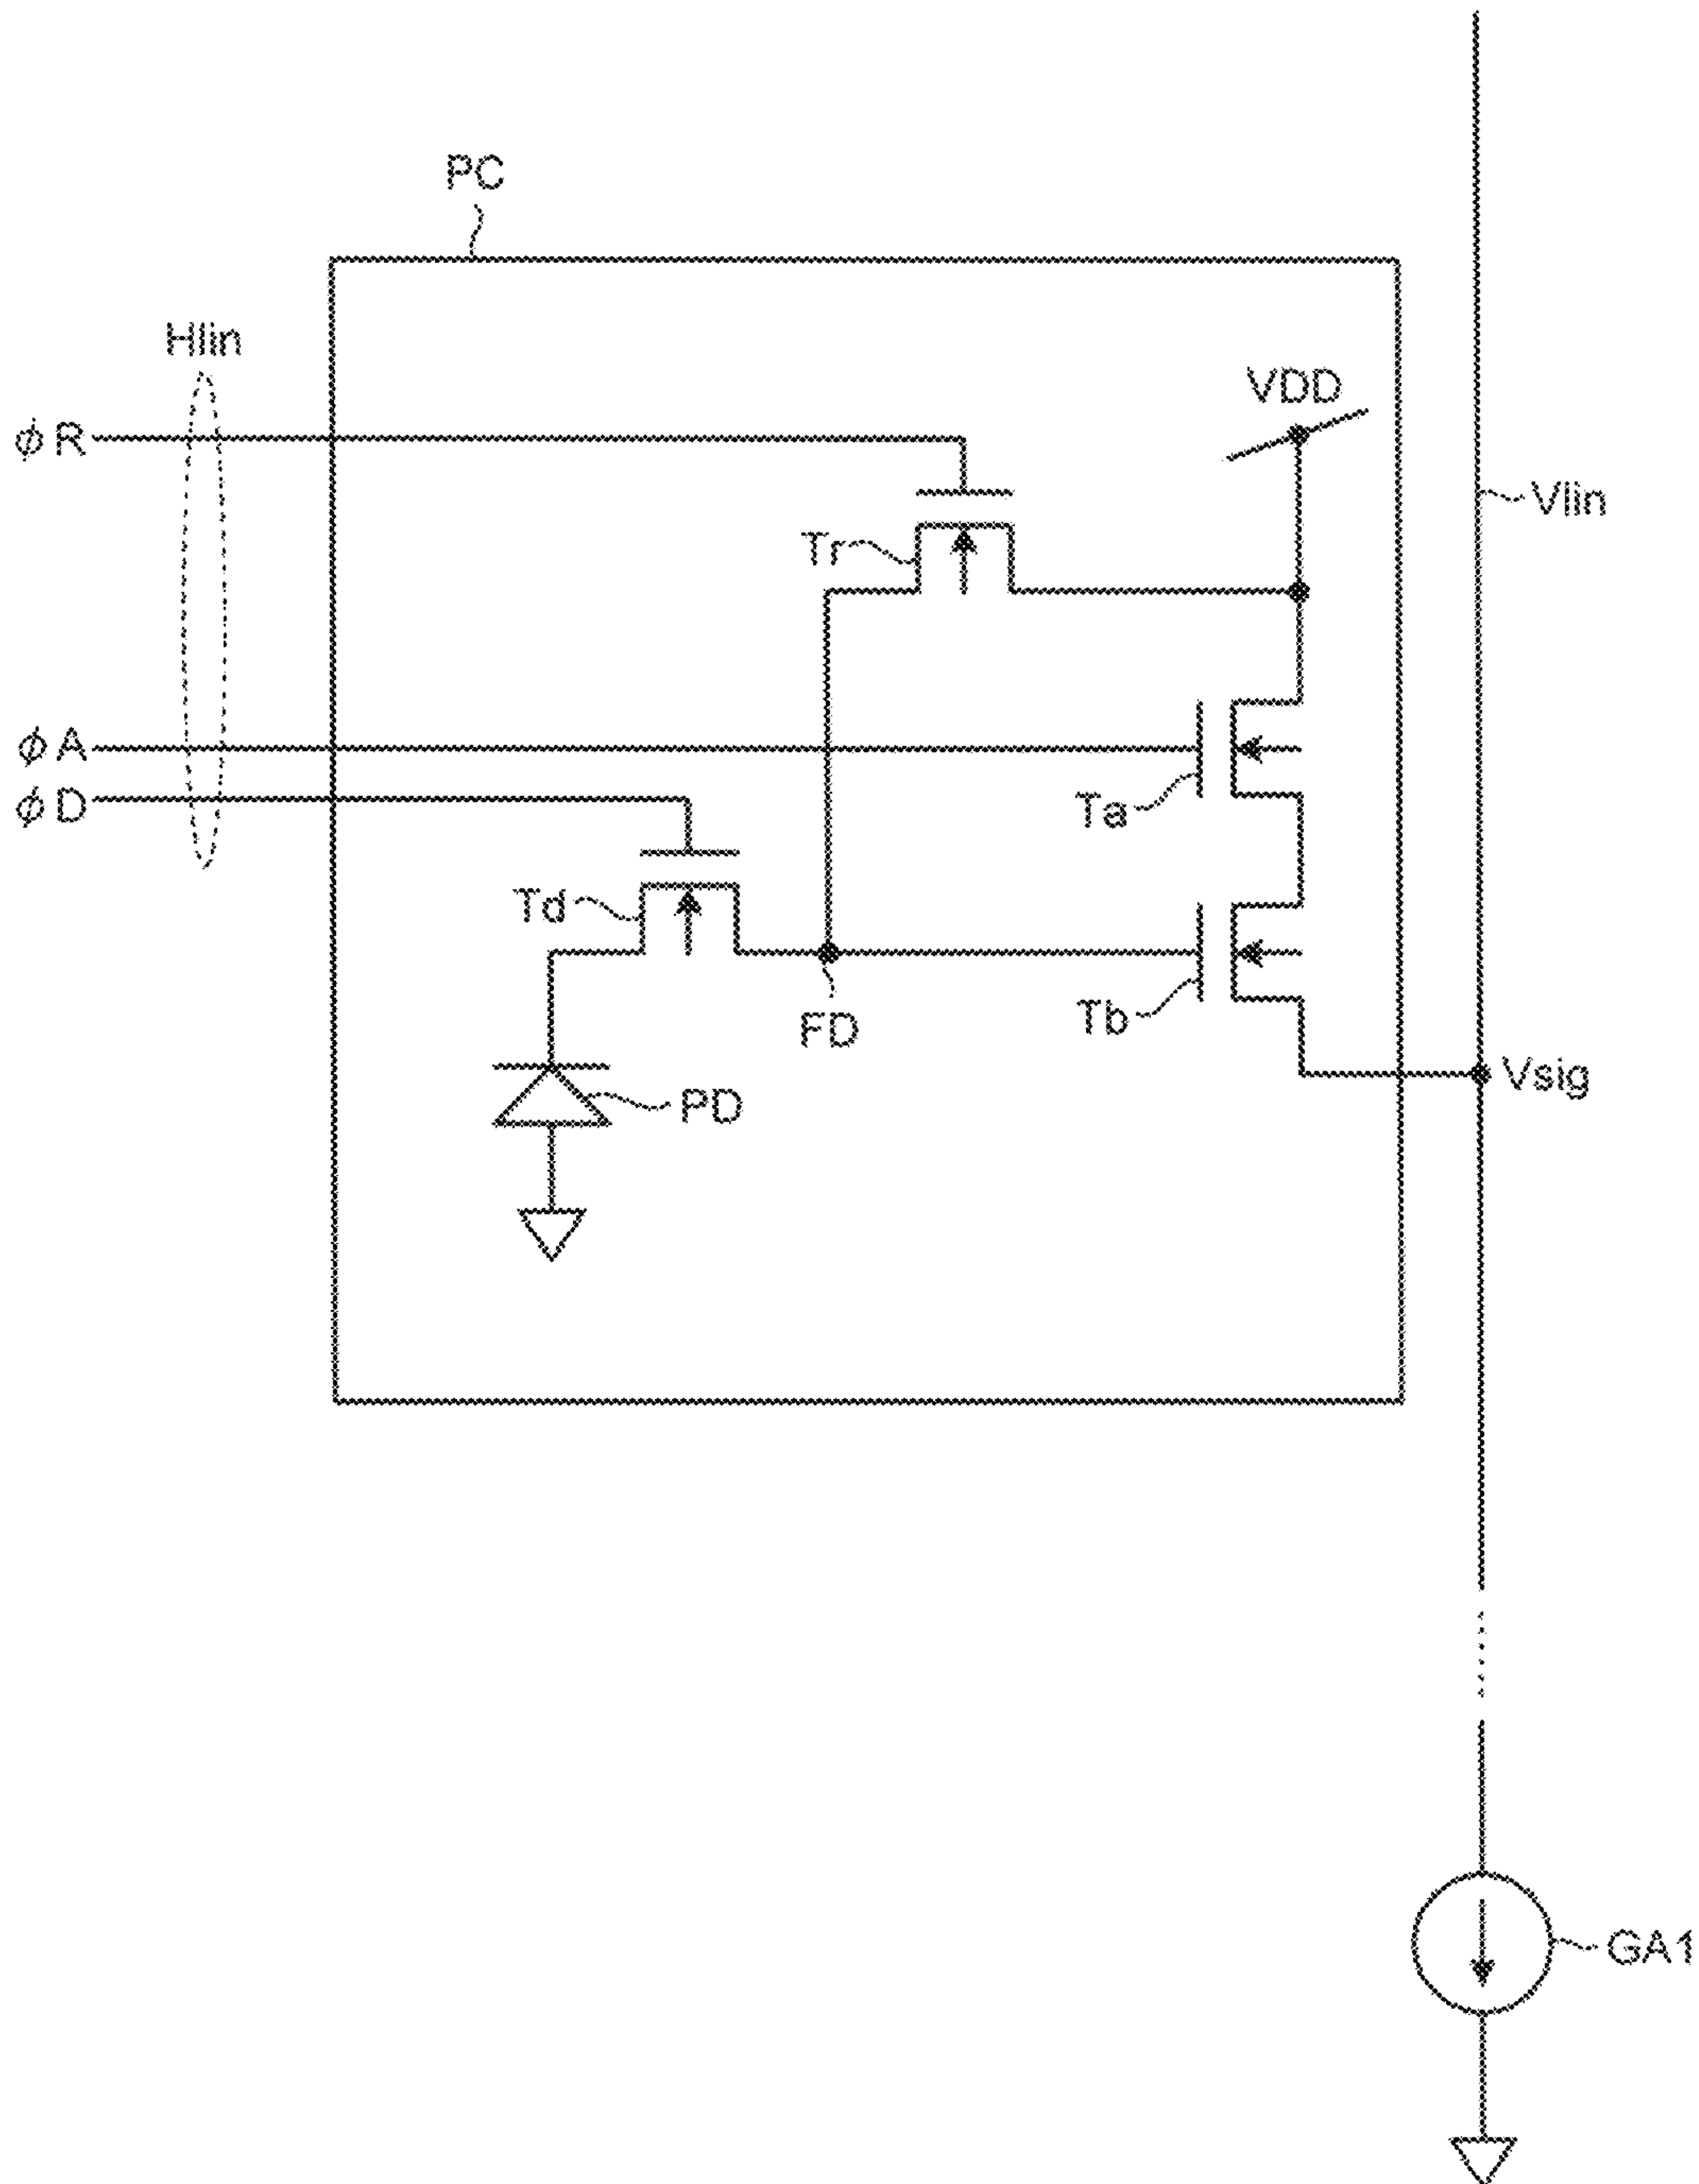 PC
Hlin
VDD
ϕR
Vlin
Tr
ϕA
Ta
ϕD
Td
FD
Tb
Vsig
PD
GA1